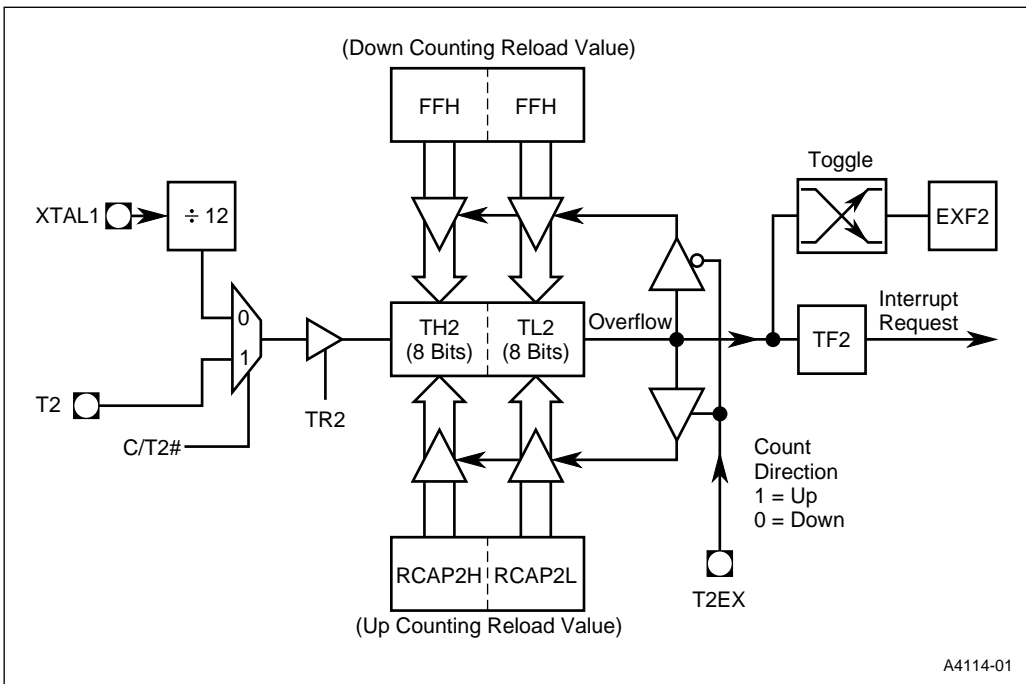 (Down Counting Reload Value)
FFH FFH
Toggle
XTAL1
÷ 12
EXF2
0
1
TH2
(8 Bits)
TL2
(8 Bits)
Overflow
TF2
Interrupt
Request
T2
C/T2#
TR2
Count
Direction
1 = Up
0 = Down
RCAP2H RCAP2L
T2EX
(Up Counting Reload Value)
A4114-01